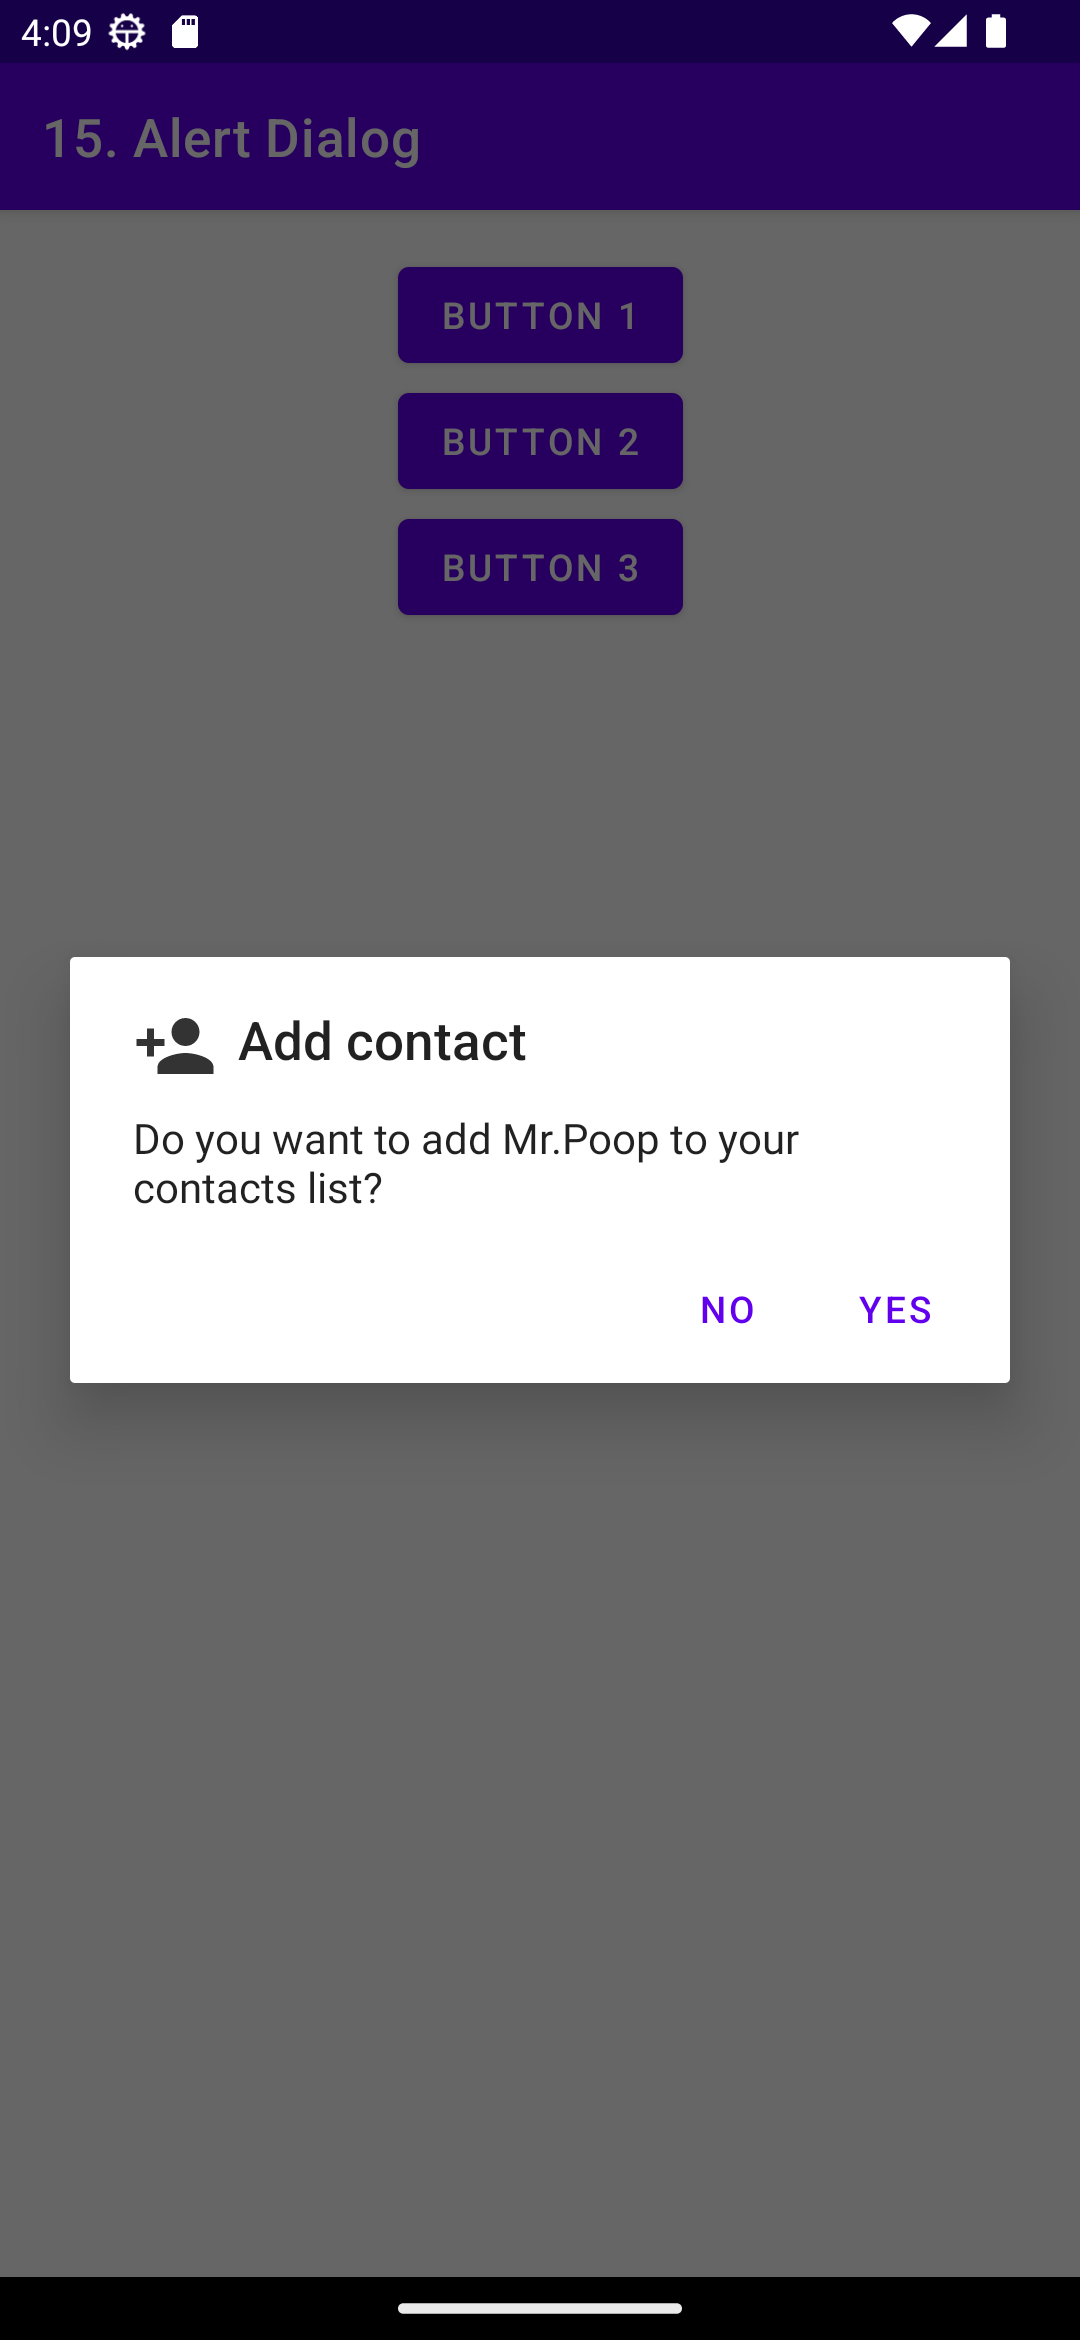 4:09
15. Alert Dialog
BUTTON 1
BUTTON 2
BUTTON 3
Add contact
Do you want to add Mr.Poop to your
contacts list?
NO YES